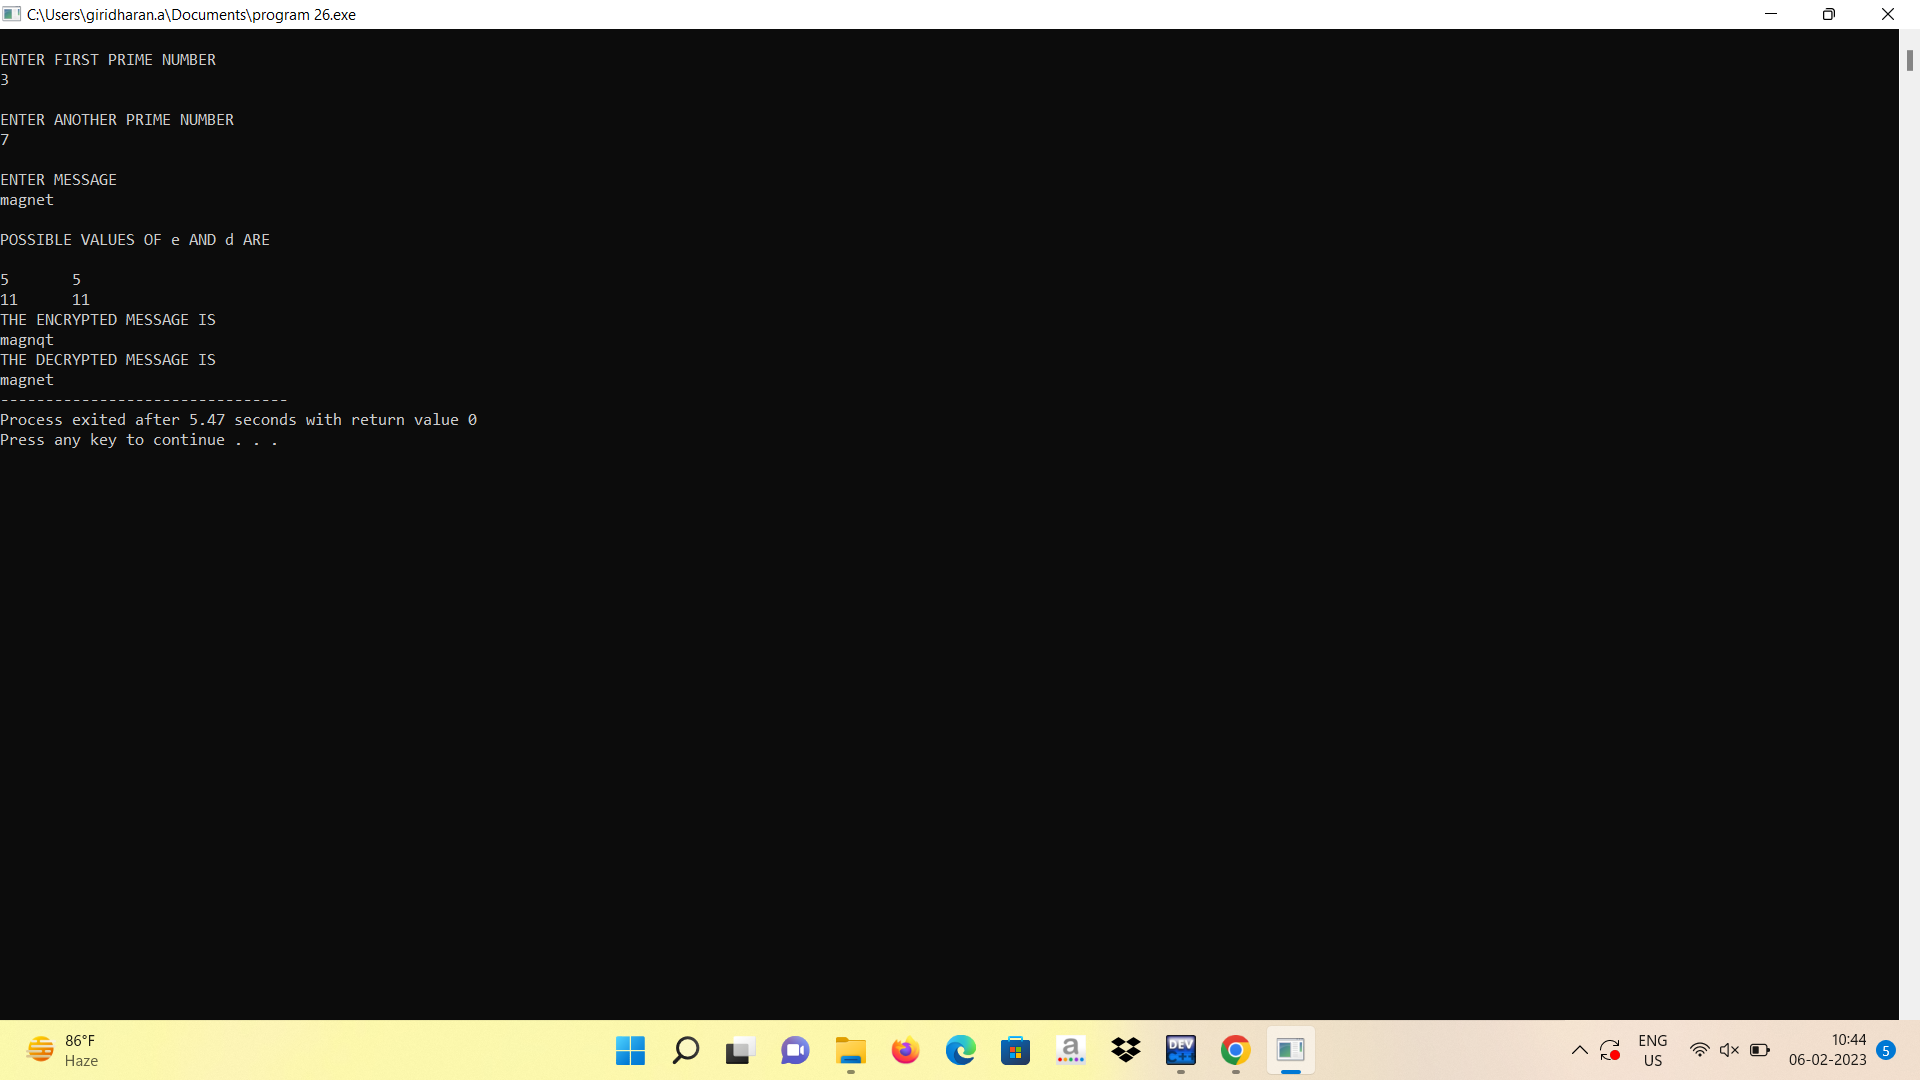 C:\Users\giridharan.a\Documents\program 26.exe
ENTER FIRST PRIME NUMBER
3
ENTER ANOTHER PRIME NUMBER
7
ENTER MESSAGE
magnet
POSSIBLE VALUES OF e AND d ARE
5 5
11 11
THE ENCRYPTED MESSAGE IS
magnqt
THE DECRYPTED MESSAGE IS
magnet
--------------------------------
Process exited after 5.47 seconds with return value 0
Press any key to continue . . .
86°F
Haze
a
DEV
C++
ENG
US
10:44
06-02-2023
5